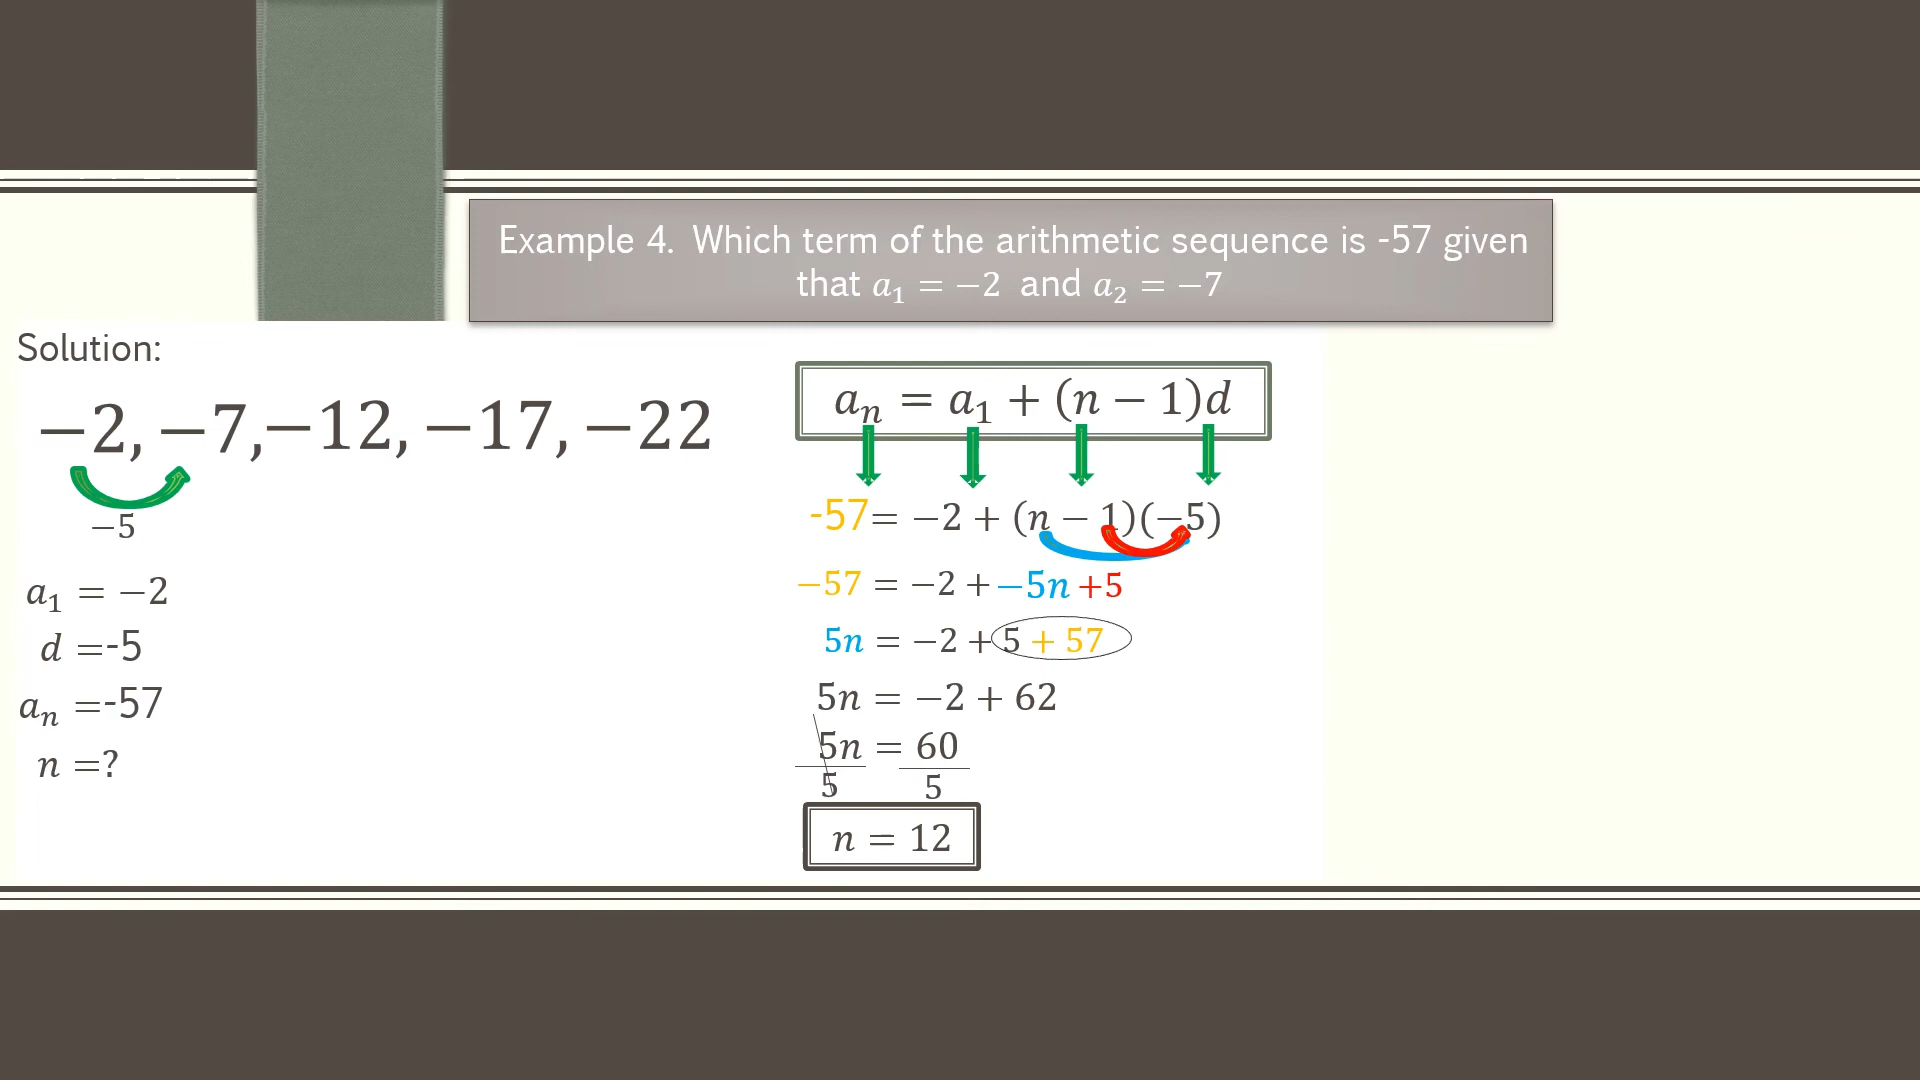 Example 4.  Which term of the arithmetic sequence is -57 given
that a₁ = −2 and a₂ = −7
Solution:
−2, −7, −12, −17, −22
−5
a₁ = −2
d =-5
aₙ =-57
n =?
aₙ = a₁ + (n − 1)d
-57= −2 + (n − 1)(−5)
−57 = −2 + −5n +5
5n = −2 + 5 + 57
5n = −2 + 62
5n = 60
5 5
n = 12